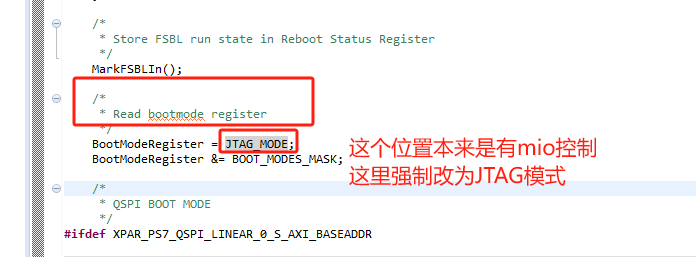 /*
* Store FSBL run state in Reboot Status Register
*/
MarkFSBLIn();
/*
* Read bootmode register
*/
BootModeRegister = JTAG_MODE;
BootModeRegister &= BOOT_MODES_MASK;
这个位置本来是有mio控制
这里强制改为JTAG模式
/*
* QSPI BOOT MODE
*/
#ifdef XPAR_PS7_QSPI_LINEAR_0_S_AXI_BASEADDR